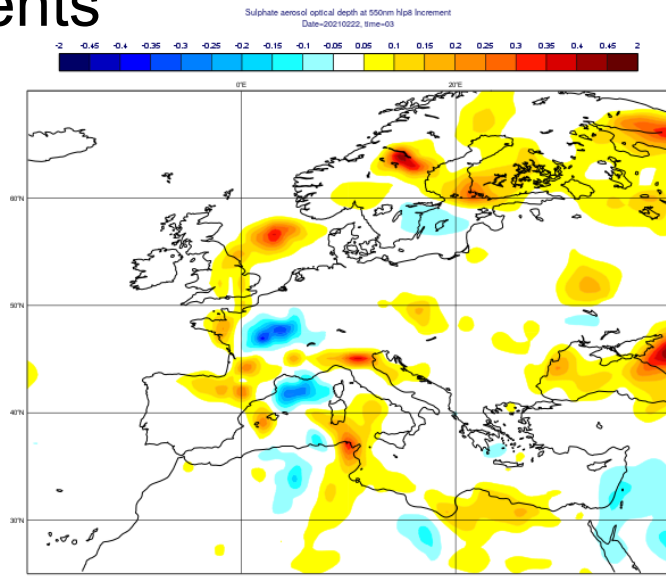 ents
Sulphate aerosol optical depth at 550nm hlp8 Increment
Date=20210222, time=03
-2 -0.45 -0.4 -0.35 -0.3 -0.25 -0.2 -0.15 -0.1 -0.05 0.05 0.1 0.15 0.2 0.25 0.3 0.35 0.4 0.45 2
0°E 20°E
60°N
50°N
40°N
30°N